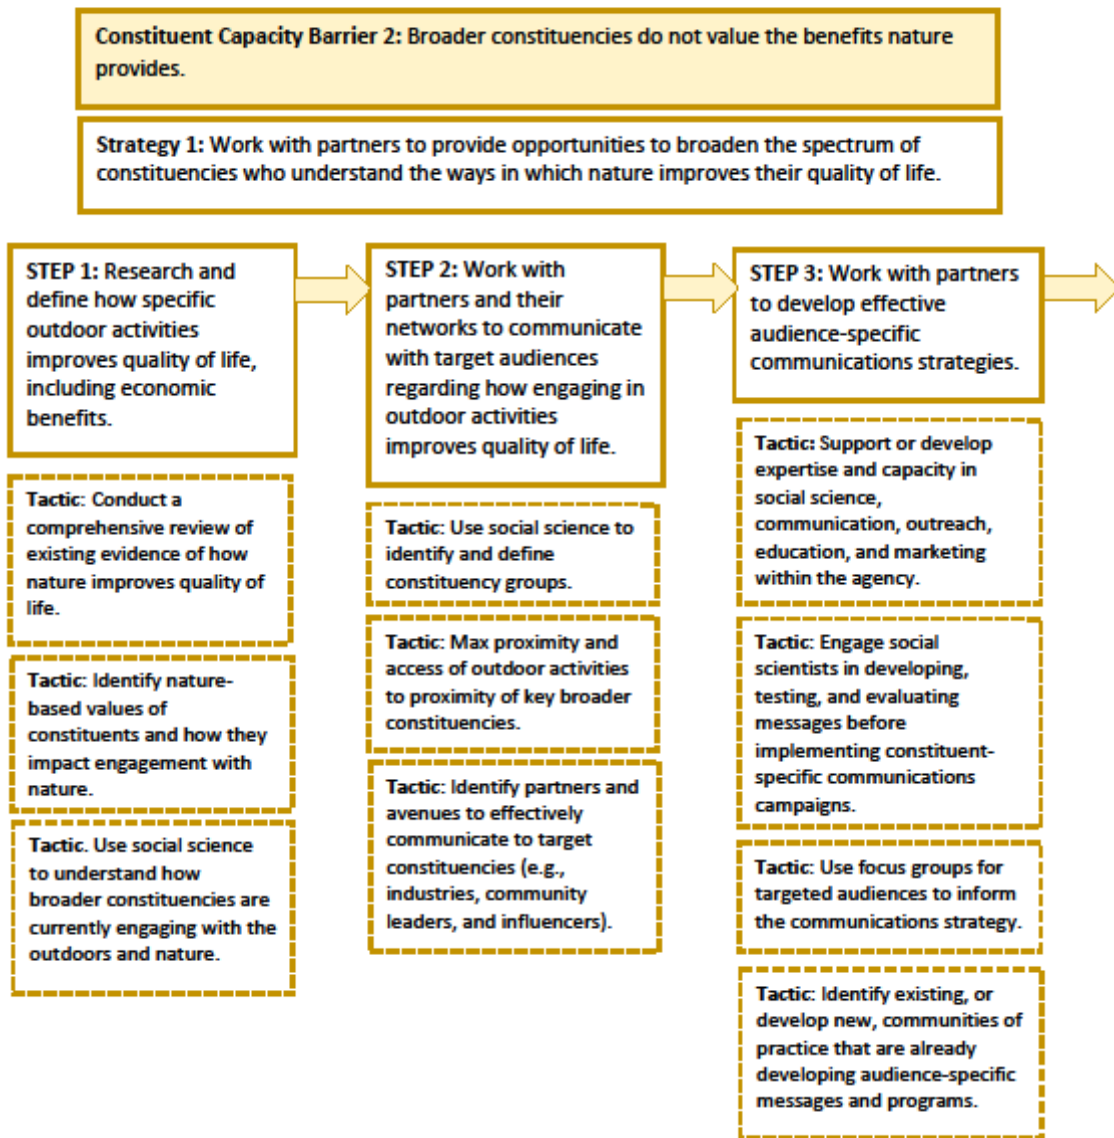 Constituent Capacity Barrier 2: Broader constituencies do not value the benefits nature
provides.
Strategy 1: Work with partners to provide opportunities to broaden the spectrum of
constituencies who understand the ways in which nature improves their quality of life.
STEP 1: Research and
define how specific
outdoor activities
improves quality of life,
including economic
benefits.
Tactic: Conduct a
comprehensive review of
existing evidence of how
nature improves quality of
life.
Tactic: Identify nature-
based values of
constituents and how they
impact engagement with
nature.
Tactic. Use social science
to understand how
broader constituencies are
currently engaging with the
outdoors and nature.
STEP 2: Work with
partners and their
networks to communicate
with target audiences
regarding how engaging in
outdoor activities
improves quality of life.
Tactic: Use social science to
identify and define
constituency groups.
Tactic: Max proximity and
access of outdoor activities
to proximity of key broader
constituencies.
Tactic: Identify partners and
avenues to effectively
communicate to target
constituencies (e.g.,
industries, community
leaders, and influencers).
STEP 3: Work with partners
to develop effective
audience-specific
communications strategies.
Tactic: Support or develop
expertise and capacity in
social science,
communication, outreach,
education, and marketing
within the agency.
Tactic: Engage social
scientists in developing,
testing, and evaluating
messages before
implementing constituent-
specific communications
campaigns.
Tactic: Use focus groups for
targeted audiences to inform
the communications strategy.
Tactic: Identify existing, or
develop new, communities of
practice that are already
developing audience-specific
messages and programs.